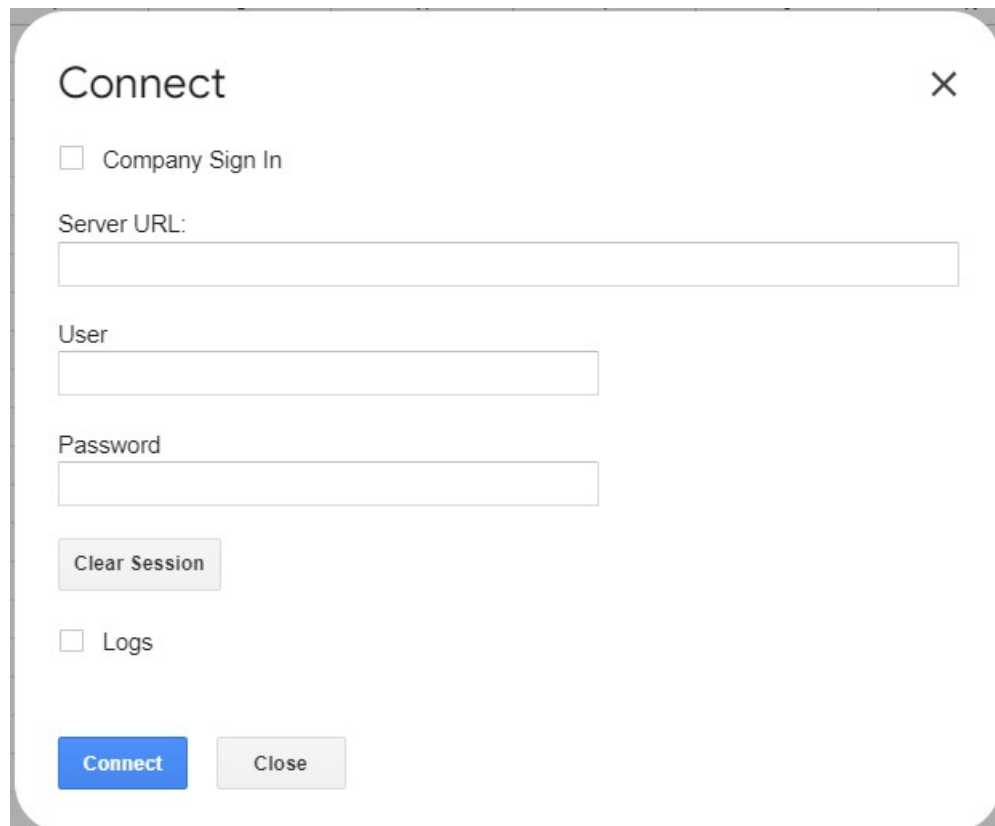 Connect
Company Sign In
Server URL:
User
Password
Clear Session
Logs
Connect
Close